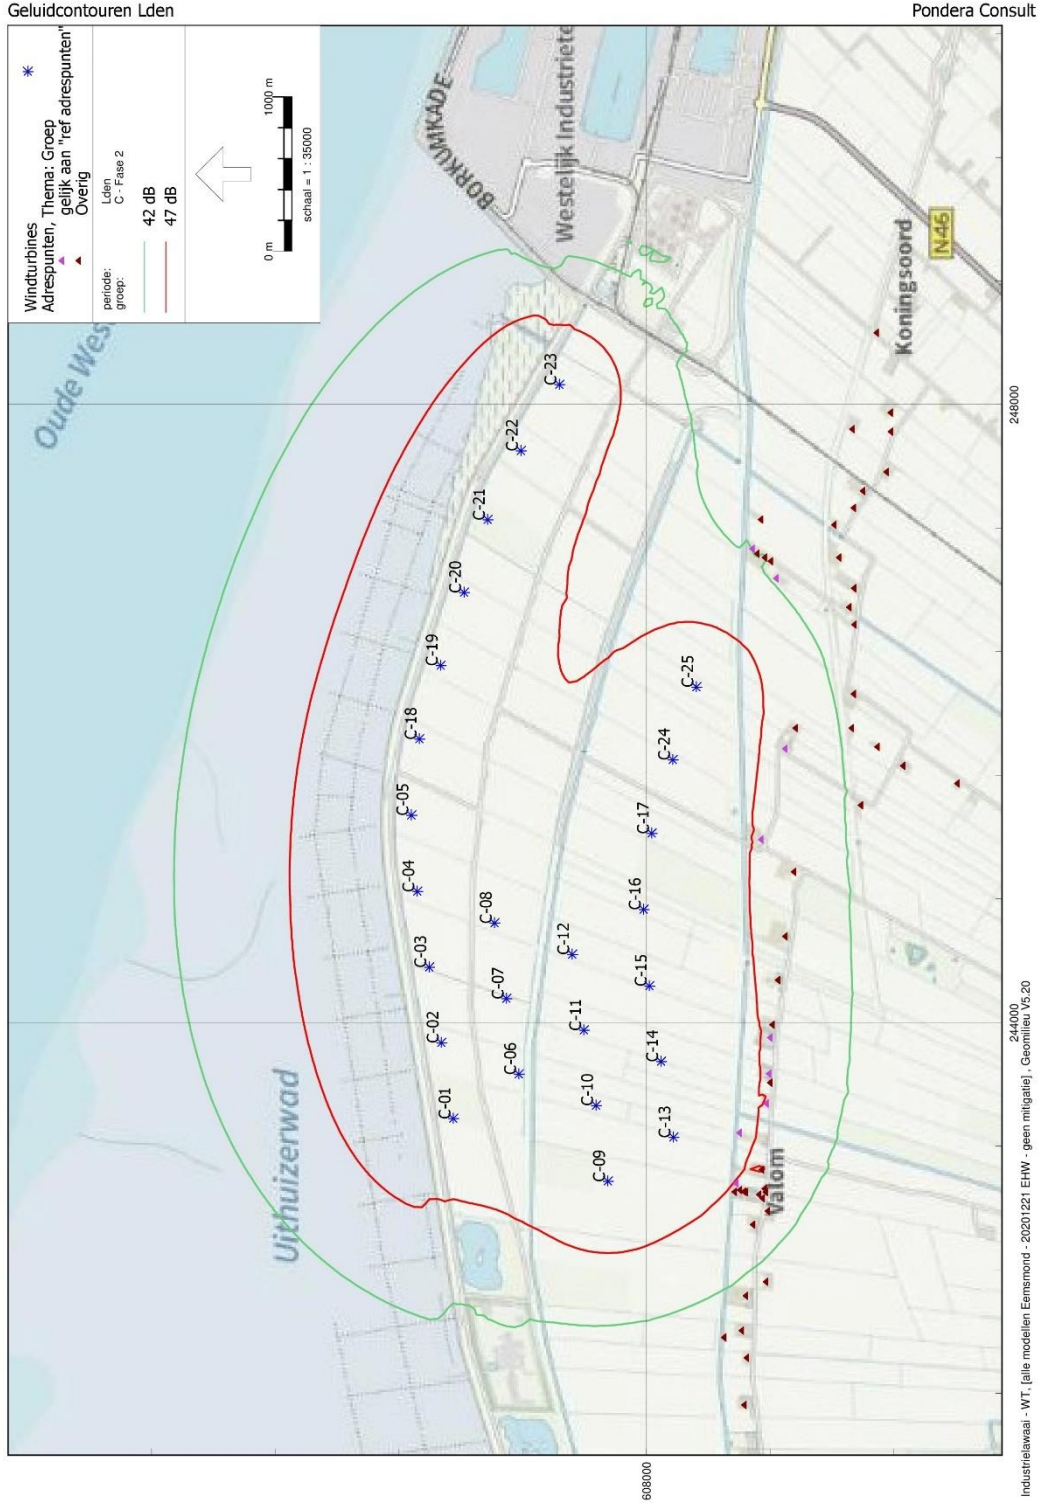 Geluidcontouren Lden
Pondera Consult
Windturbines
Adrespunten, Thema: Groep
gelijk aan "ref adrespunten"
Overig
periode: Lden
groep: C - Fase 2
42 dB
47 dB
0 m 1000 m
schaal = 1 : 35000
Oude Wes
BORKUMKADE
Westelijk Industriete
Koningsoord
N46
Uithuizerwad
Valom
C-01
C-02
C-03
C-04
C-05
C-18
C-19
C-20
C-21
C-22
C-23
C-06
C-07
C-08
C-09
C-10
C-11
C-12
C-13
C-14
C-15
C-16
C-17
C-24
C-25
248000
244000
608000
Industrielawaai - WT, [alle modellen Eemsmond - 20201221 EHW - geen mitigatie] , Geomilieu V5.20